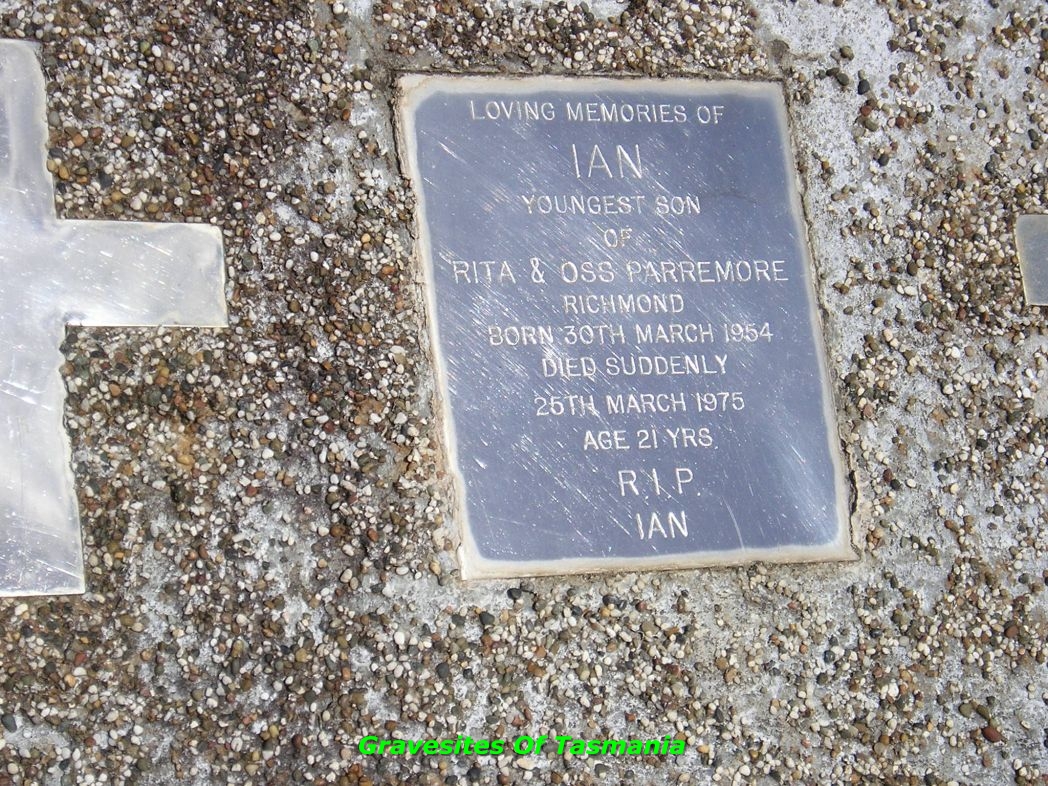 LOVING MEMORIES OF
IAN
YOUNGEST SON
OF
RITA & OSS PARREMORE
RICHMOND
BORN 30TH MARCH 1954
DIED SUDDENLY
25TH MARCH 1975
AGE 21 YRS.
R.I.P.
IAN
Gravesites Of Tasmania